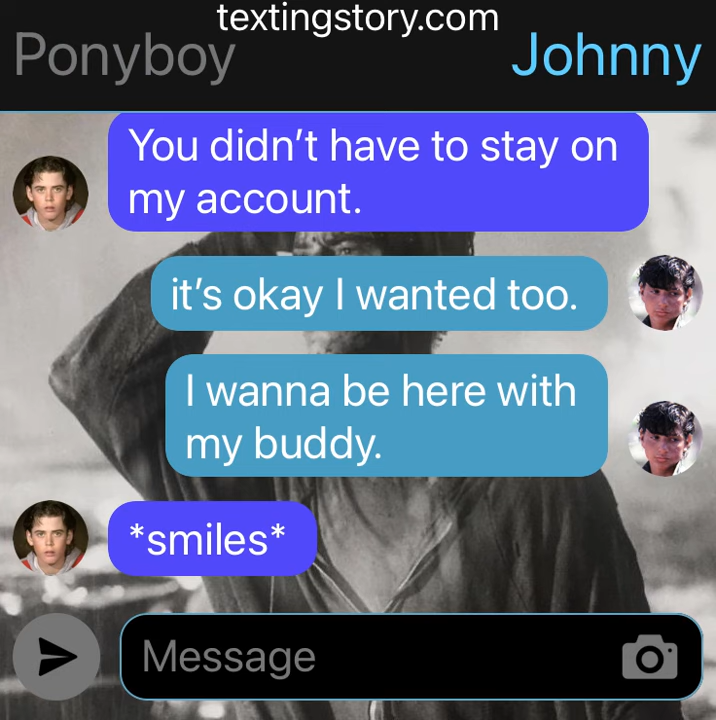 textingstory.com
Ponyboy
Johnny
You didn’t have to stay on
my account.
it’s okay I wanted too.
I wanna be here with
my buddy.
*smiles*
Message